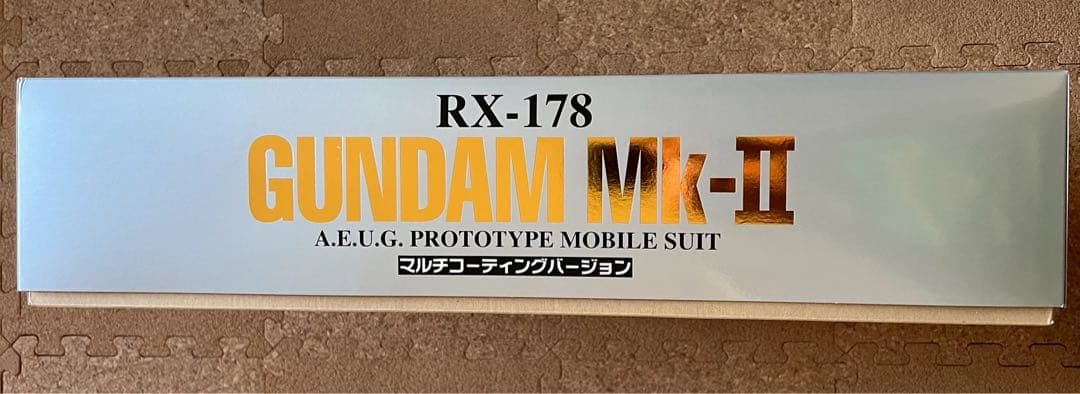 RX-178
GUNDAM Mk-II
A.E.U.G. PROTOTYPE MOBILE SUIT
マルチコーティングバージョン